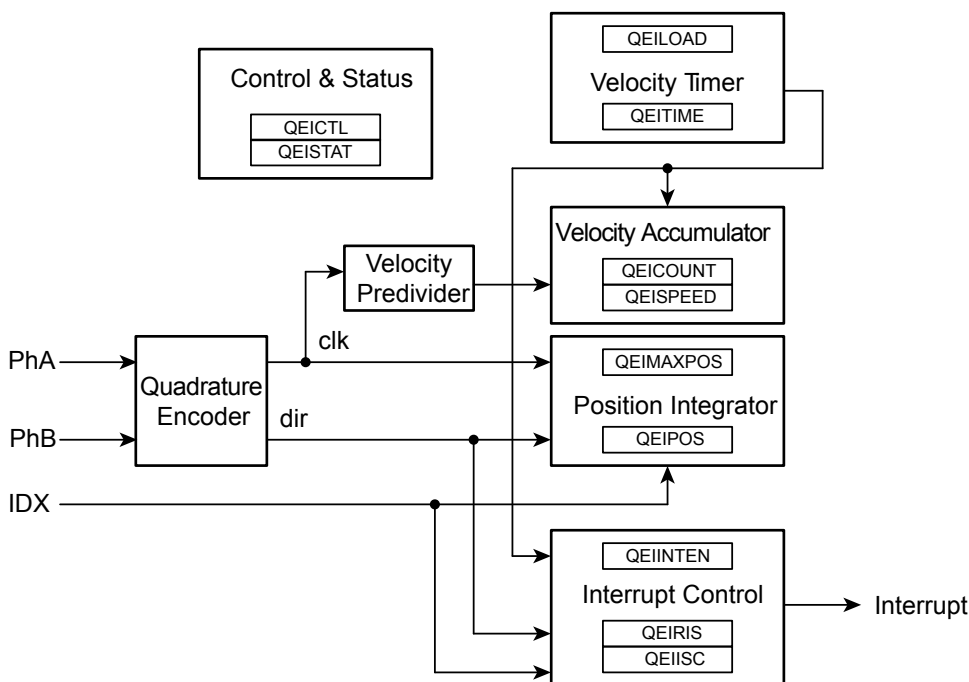 QEILOAD
Velocity Timer
QEITIME
Control & Status
QEICTL
QEISTAT
Velocity Accumulator
QEICOUNT
QEISPEED
Velocity
Predivider
clk
PhA
PhB
IDX
Quadrature
Encoder
dir
QEIMAXPOS
Position Integrator
QEIPOS
QEIINTEN
Interrupt Control
QEIRIS
QEIISC
Interrupt